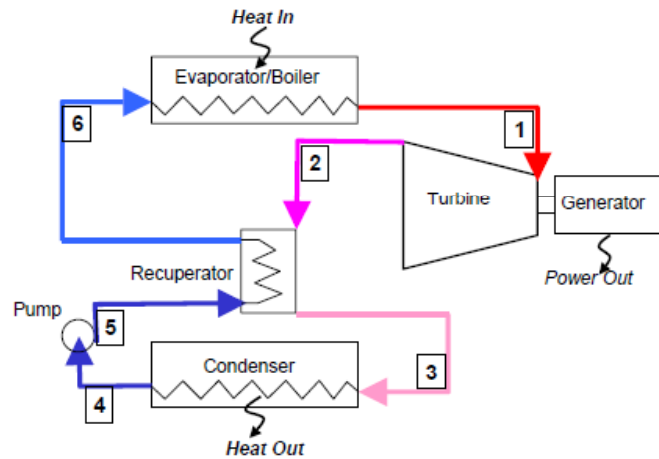 Heat In
Evaporator/Boiler
6
1
2
Turbine
Generator
Recuperator
Power Out
Pump
5
Condenser
3
4
Heat Out